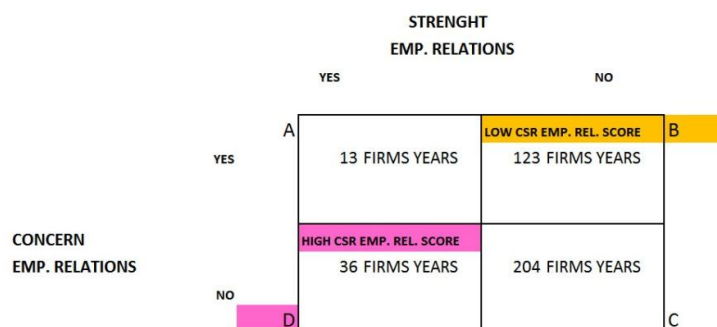 STRENGHT
EMP. RELATIONS
YES NO
A LOW CSR EMP. REL. SCORE B
YES 13 FIRMS YEARS 123 FIRMS YEARS
CONCERN HIGH CSR EMP. REL. SCORE
EMP. RELATIONS 36 FIRMS YEARS 204 FIRMS YEARS
NO
D C